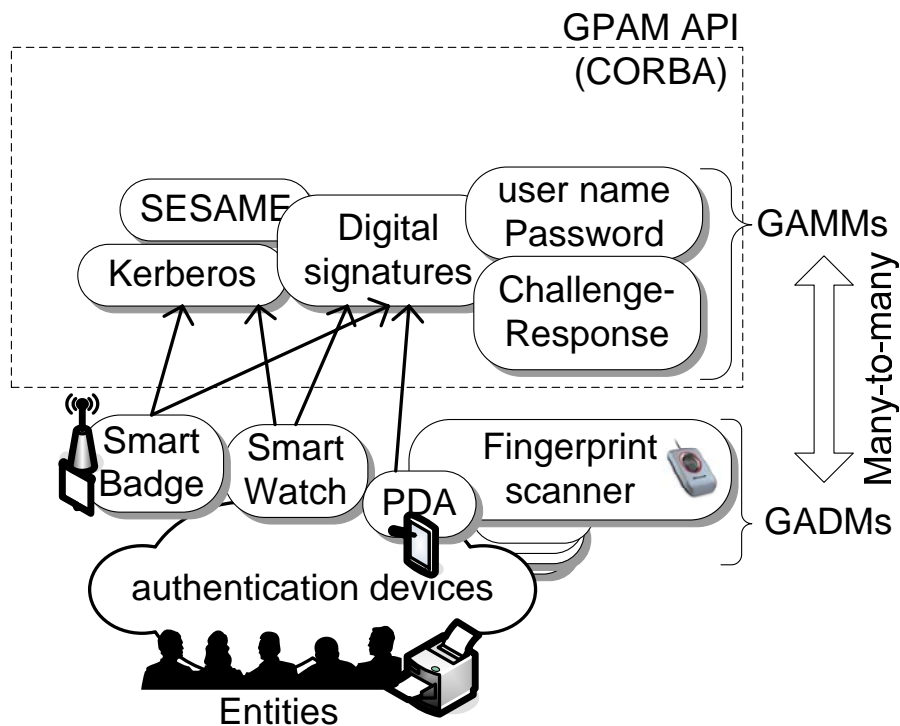 GPAM API
(CORBA)
SESAME
Kerberos
Digital
signatures
user name
Password
Challenge-
Response
GAMMs
Many-to-many
Smart
Badge
Smart
Watch
PDA
Fingerprint
scanner
GADMs
authentication devices
Entities